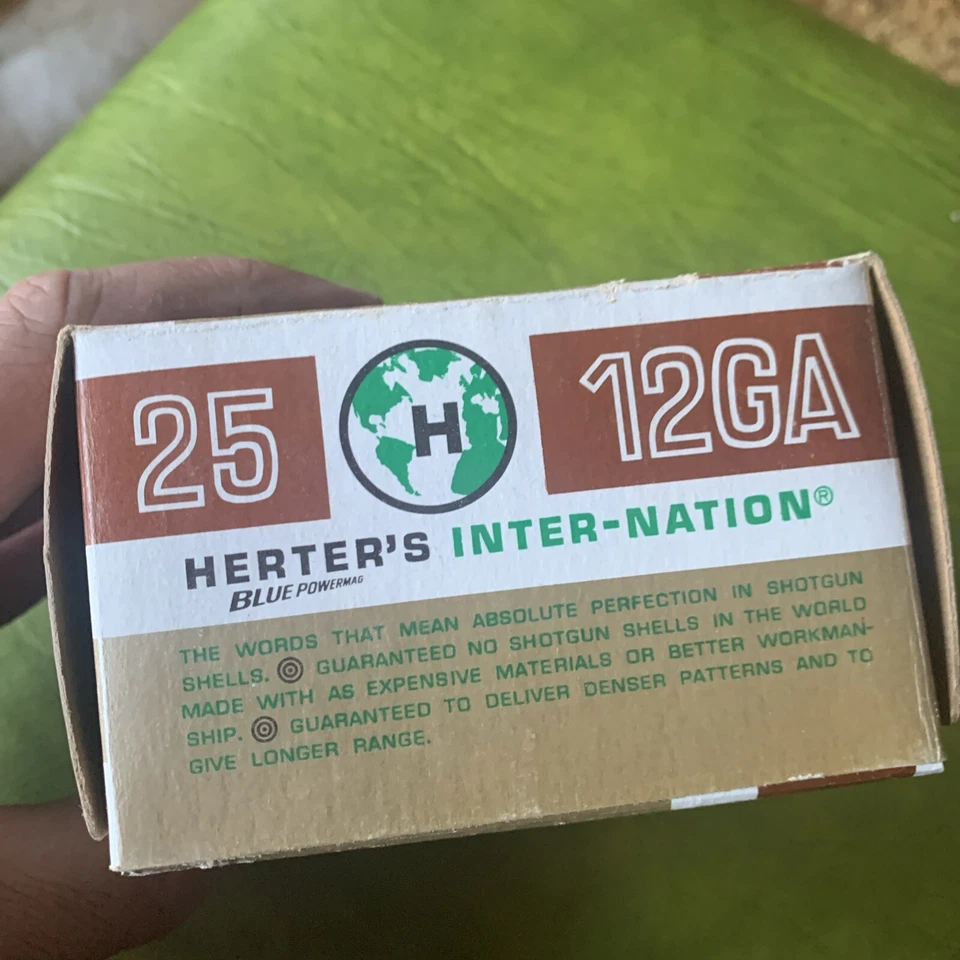 25
H
12GA
HERTER'S INTER-NATION®
BLUE POWERMAG
THE WORDS THAT MEAN ABSOLUTE PERFECTION IN SHOTGUN
SHELLS. GUARANTEED NO SHOTGUN SHELLS IN THE WORLD
MADE WITH AS EXPENSIVE MATERIALS OR BETTER WORKMAN-
SHIP. GUARANTEED TO DELIVER DENSER PATTERNS AND TO
GIVE LONGER RANGE.